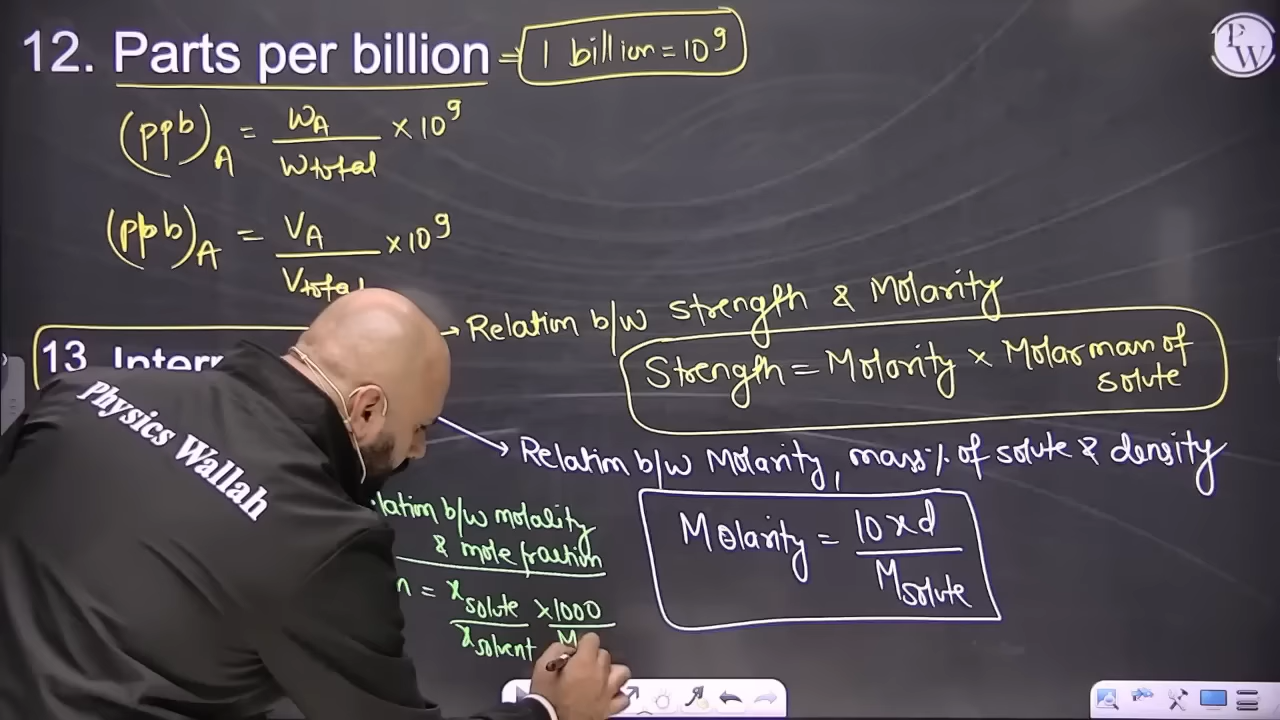 12. Parts per billion = 1 billion = 10⁹
PW
(ppb)A = WA / Wtotal × 10⁹
(ppb)A = VA / Vtotal × 10⁹
→ Relation b/w strength & Molarity
13
Strength = Molarity × Molar mass of solute
Physics Wallah
→ Relation b/w Molarity, mass % of solute & density
Molarity = 10 × d / Msolute
lation b/w molality
& mole fraction
= xsolute / xsolvent × 1000 / M